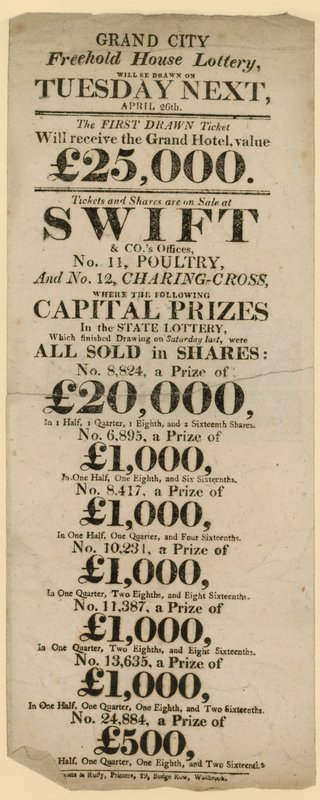 GRAND CITY
Freehold House Lottery,
WILL BE DRAWN ON
TUESDAY NEXT,
APRIL 26th.
The FIRST DRAWN Ticket
Will receive the Grand Hotel, value
£25,000.
Tickets and Shares are on Sale at
SWIFT
& CO.'s Offices,
No. 11, POULTRY,
And No. 12, CHARING-CROSS,
WHERE THE FOLLOWING
CAPITAL PRIZES
In the STATE LOTTERY,
Which finished Drawing on Saturday last, were
ALL SOLD in SHARES:
No. 8,824, a Prize of
£20,000,
In 1 Half, 1 Quarter, 1 Eighth, and 2 Sixteenth Shares.
No. 6,895, a Prize of
£1,000,
In One Half, One Eighth, and Six Sixteenths.
No. 8,417, a Prize of
£1,000,
In One Half, One Quarter, and Four Sixteenths.
No. 10,231, a Prize of
£1,000,
In One Quarter, Two Eighths, and Eight Sixteenths.
No. 11,387, a Prize of
£1,000,
In One Quarter, Two Eighths, and Eight Sixteenths.
No. 13,635, a Prize of
£1,000,
In One Half, One Quarter, One Eighth, and Two Sixteenths.
No. 24,884, a Prize of
£500,
Half, One Quarter, One Eighth, and Two Sixteenths
& Ruffy, Printers, 29, Budge Row, Walbrook.